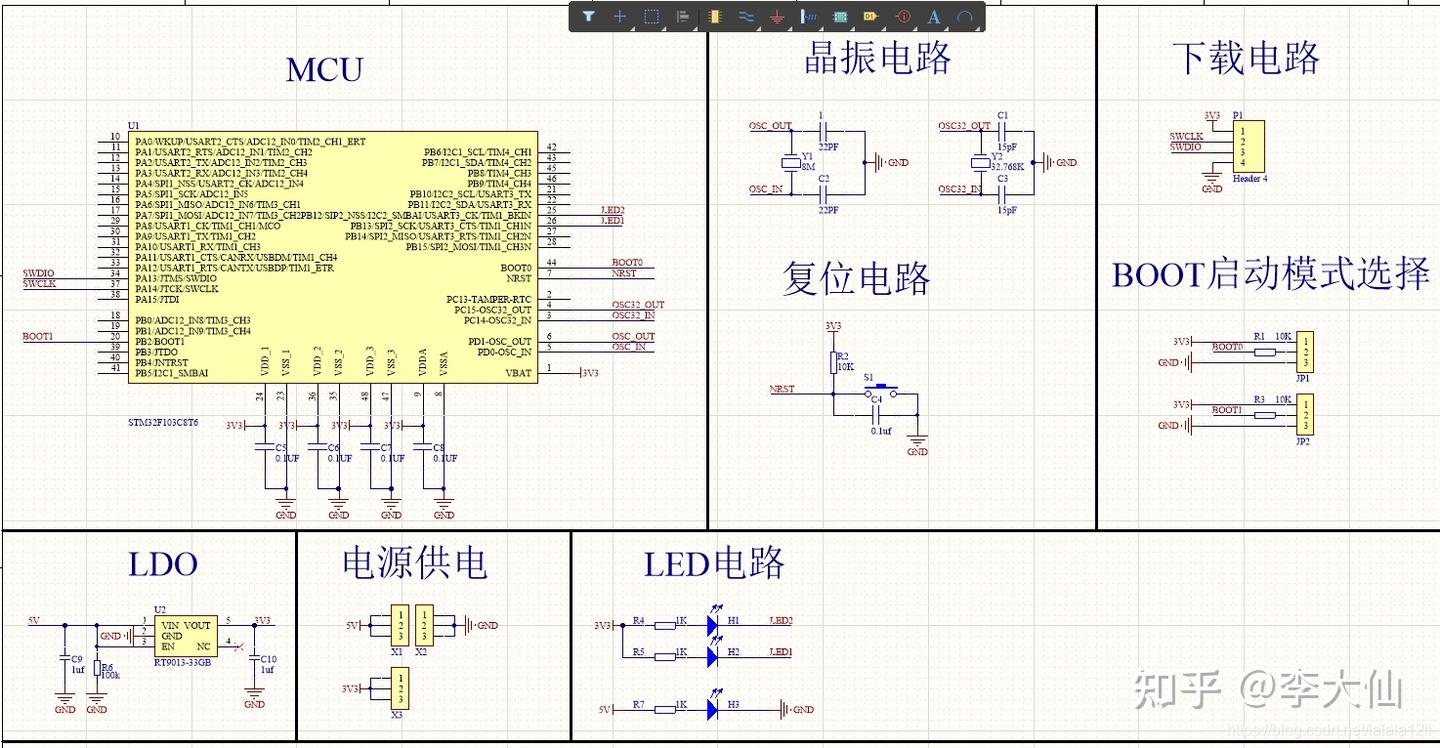 MCU
U1
10 PA0/WKUP/USART2_CTS/ADC12_IN0/TIM2_CH1_ERT
11 PA1/USART2_RTS/ADC12_IN1/TIM2_CH2
12 PA2/USART2_TX/ADC12_IN2/TIM2_CH3
13 PA3/USART2_RX/ADC12_IN3/TIM2_CH4
14 PA4/SPI1_NSS/USART2_CK/ADC12_IN4
15 PA5/SPI1_SCK/ADC12_IN5
16 PA6/SPI1_MISO/ADC12_IN6/TIM3_CH1
17 PA7/SPI1_MOSI/ADC12_IN7/TIM3_CH2
29 PA8/USART1_CK/TIM1_CH1/MCO
30 PA9/USART1_TX/TIM1_CH2
31 PA10/USART1_RX/TIM1_CH3
32 PA11/USART1_CTS/CANRX/USBDM/TIM1_CH4
33 PA12/USART1_RTS/CANTX/USBDP/TIM1_ETR
SWDIO 34 PA13/JTMS/SWDIO
SWCLK 37 PA14/JTCK/SWCLK
38 PA15/JTDI
18 PB0/ADC12_IN8/TIM3_CH3
19 PB1/ADC12_IN9/TIM3_CH4
BOOT1 20 PB2/BOOT1
39 PB3/JTDO
40 PB4/JNTRST
41 PB5/I2C1_SMBAI
PB6/I2C1_SCL/TIM4_CH1 42
PB7/I2C1_SDA/TIM4_CH2 43
PB8/TIM4_CH3 45
PB9/TIM4_CH4 46
PB10/I2C2_SCL/USART3_TX 21
PB11/I2C2_SDA/USART3_RX 22
PB12/SIP2_NSS/I2C2_SMBAI/USART3_CK/TIM1_BKIN 25 LED2
PB13/SPI2_SCK/USART3_CTS/TIM1_CH1N 26 LED1
PB14/SPI2_MISO/USART3_RTS/TIM1_CH2N 27
PB15/SPI2_MOSI/TIM1_CH3N 28
BOOT0 44 BOOT0
NRST 7 NRST
PC13-TAMPER-RTC 2
PC15-OSC32_OUT 4 OSC32_OUT
PC14-OSC32_IN 3 OSC32_IN
PD1-OSC_OUT 6 OSC_OUT
PD0-OSC_IN 5 OSC_IN
VBAT 1 3V3
VDD_1 VSS_1 VDD_2 VSS_2 VDD_3 VSS_3 VDDA VSSA
24 23 36 35 48 47 9 8
STM32F103C8T6
3V3 3V3 3V3 3V3
C5 C6 C7 C8
0.1UF 0.1UF 0.1UF 0.1UF
GND GND GND GND
晶振电路
OSC_OUT 1
22PF
Y1
8M
GND
OSC_IN C2
22PF
OSC32_OUT C1
15pF
Y2
32.768K
GND
OSC32_IN C3
15pF
复位电路
3V3
R2
10K
NRST
S1
C4
0.1uf
GND
下载电路
3V3 P1
SWCLK 1
SWDIO 2
3
4
GND
Header 4
BOOT启动模式选择
3V3 R1 10K 1
BOOT0 2
GND 3
JP1
3V3 R3 10K 1
BOOT1 2
GND 3
JP2
LDO
U2
5V 1 VIN VOUT 5 3V3
GND 2 GND
3 EN NC 4
RT9013-33GB
C9
1uf
R6
100k
C10
1uf
GND GND GND
电源供电
5V 1 2 3
X1
1 2 3 GND
X2
3V3 1 2 3
X3
LED电路
3V3 R4 1K H1 LED2
R5 1K H2 LED1
5V R7 1K H3 GND
知乎 @李大仙